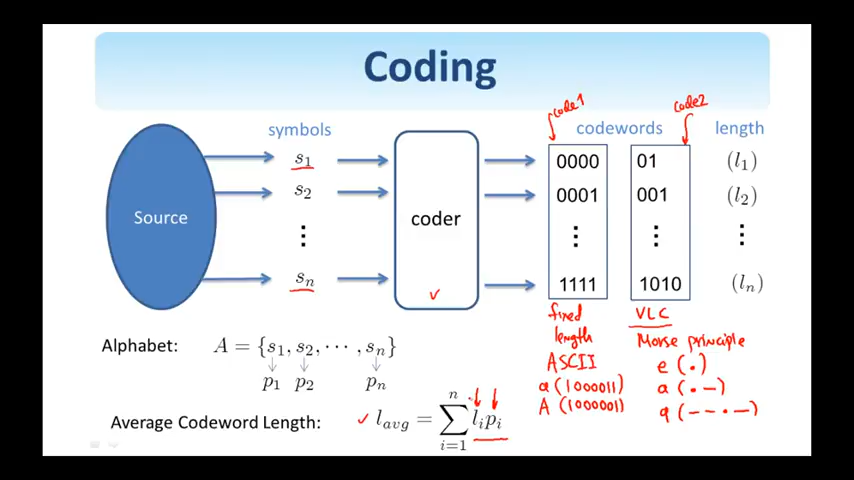 Coding
code1
code2
symbols
codewords
length
s₁
0000
01
(l₁)
s₂
0001
001
(l₂)
Source
coder
⋮
⋮
⋮
⋮
sₙ
1111
1010
(lₙ)
✓
fixed length
VLC
Morse principle
ASCII
e (.)
a (1000011)
a (. –)
A (1000001)
q (– – . –)
Alphabet: A = {s₁, s₂, ⋯, sₙ}
↓ ↓ ↓
p₁ p₂ pₙ
Average Codeword Length: ✓ l_avg = ∑ᵢ₌₁ⁿ lᵢpᵢ